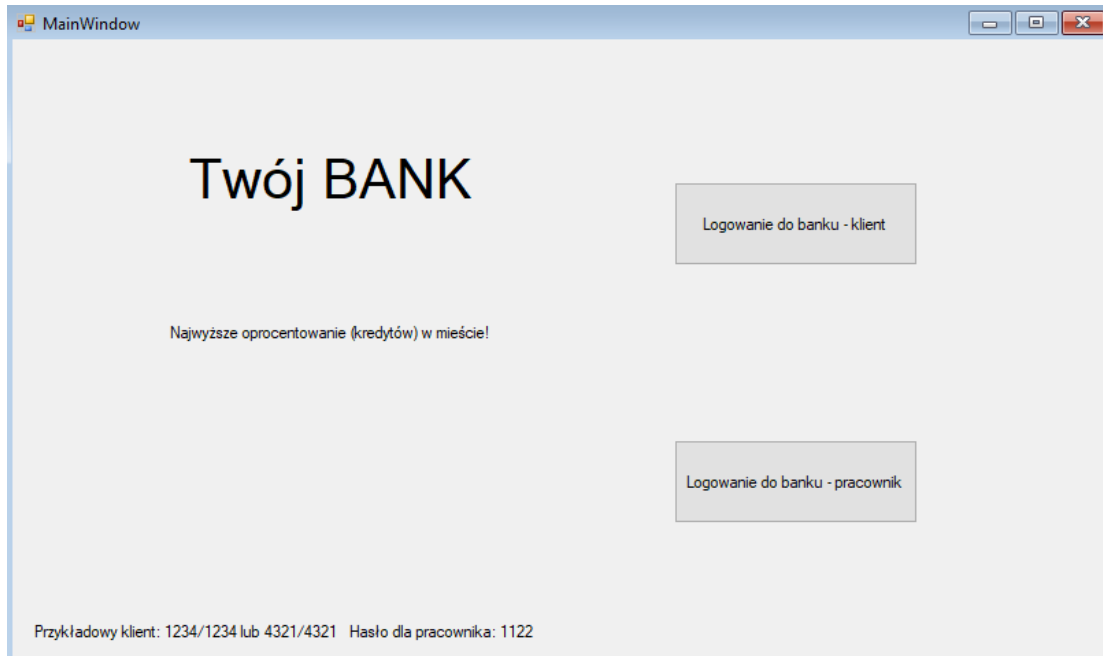 MainWindow
Twój BANK
Logowanie do banku - klient
Najwyższe oprocentowanie (kredytów) w mieście!
Logowanie do banku - pracownik
Przykładowy klient: 1234/1234 lub 4321/4321 Hasło dla pracownika: 1122